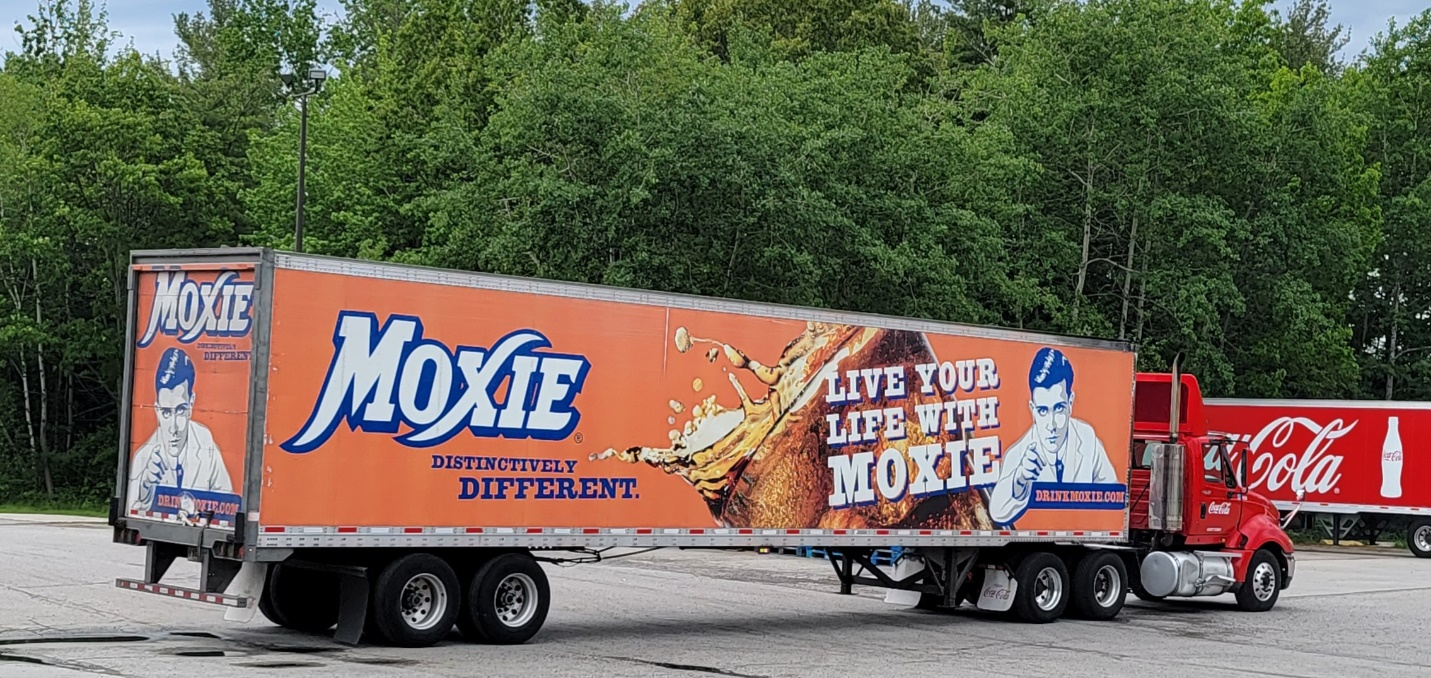 MOXIE
DISTINCTIVELY
DIFFERENT
DRINKMOXIE.COM
MOXIE®
DISTINCTIVELY
DIFFERENT.
LIVE YOUR
LIFE WITH
MOXIE
DRINKMOXIE.COM
Coca-Cola
Coca-Cola
Cola